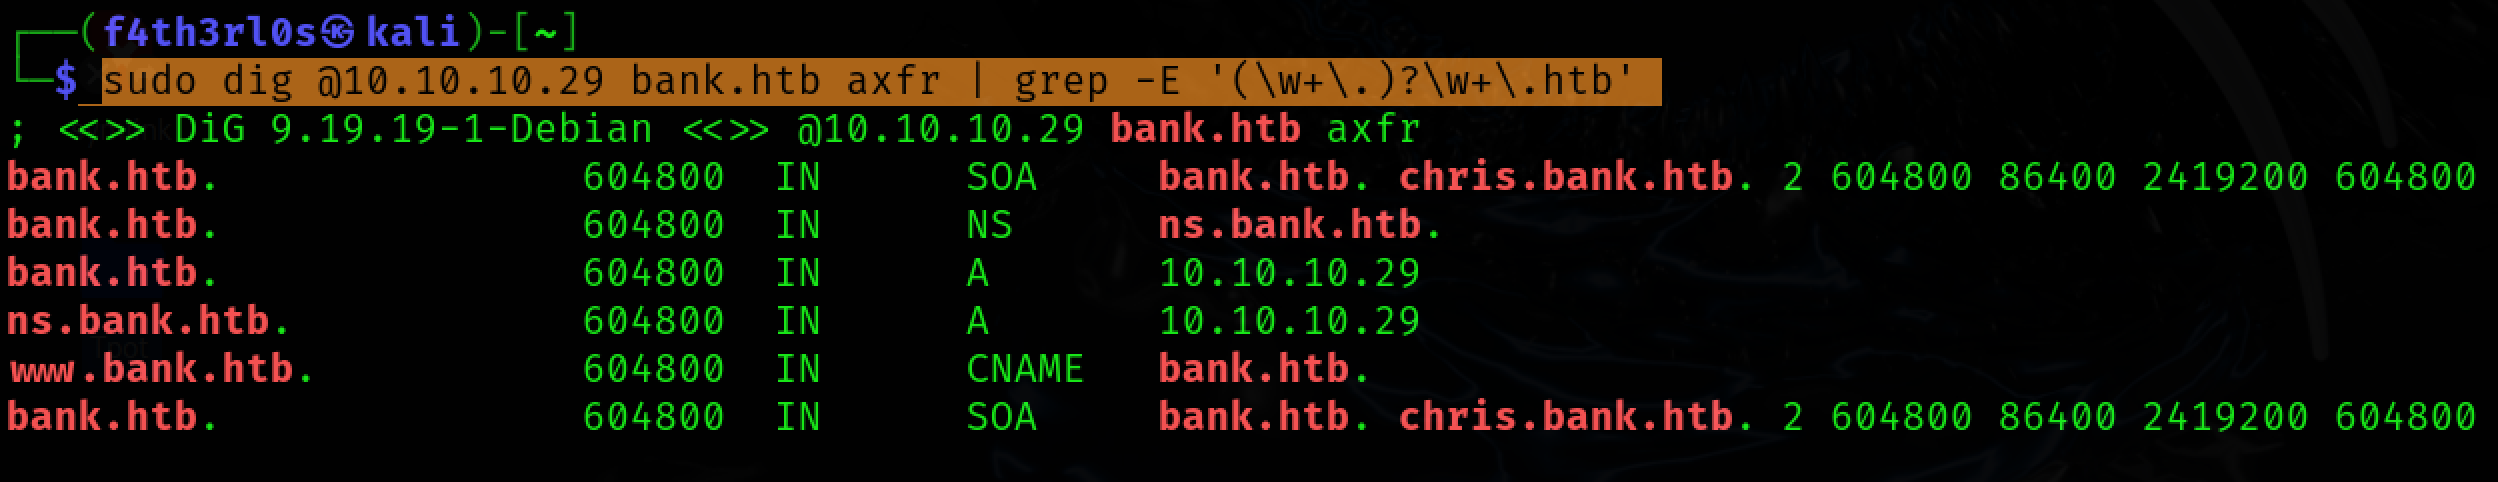 ┌──(f4th3rl0s㉿kali)-[~]
└─$ sudo dig @10.10.10.29 bank.htb axfr | grep -E '(\w+\.)?\w+\.htb'
; <<>> DiG 9.19.19-1-Debian <<>> @10.10.10.29 bank.htb axfr
bank.htb. 604800 IN SOA bank.htb. chris.bank.htb. 2 604800 86400 2419200 604800
bank.htb. 604800 IN NS ns.bank.htb.
bank.htb. 604800 IN A 10.10.10.29
ns.bank.htb. 604800 IN A 10.10.10.29
www.bank.htb. 604800 IN CNAME bank.htb.
bank.htb. 604800 IN SOA bank.htb. chris.bank.htb. 2 604800 86400 2419200 604800